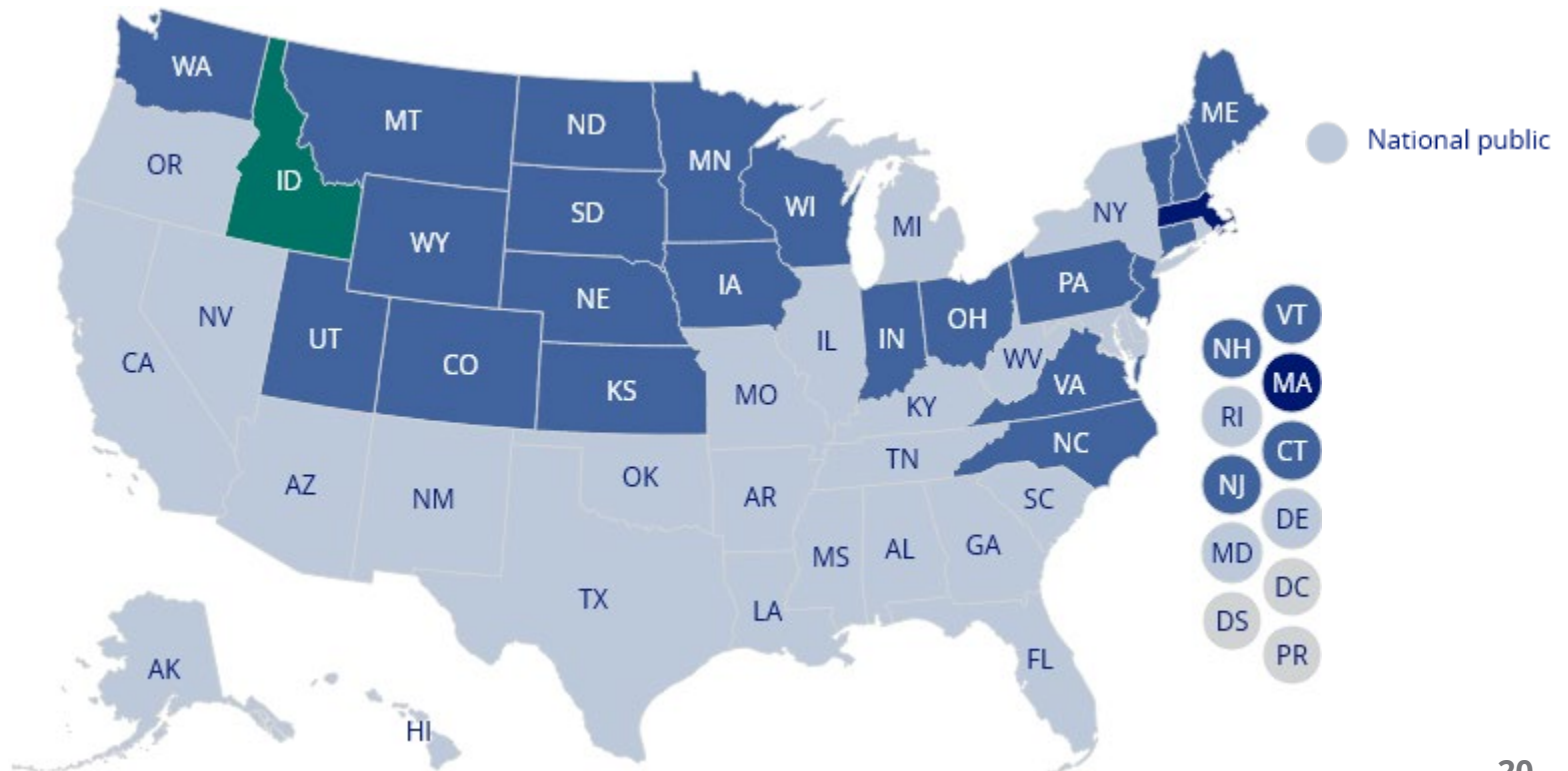 WA
MT
ND
MN
ME
National public
OR
ID
SD
WI
MI
NY
WY
IA
NE
PA
NV
UT
CO
IL
IN
OH
VT
NH
MA
CA
KS
MO
WV
VA
KY
RI
NC
CT
TN
AZ
NM
OK
AR
SC
NJ
DE
MS
AL
GA
MD
DC
TX
LA
DS
PR
AK
FL
HI
20